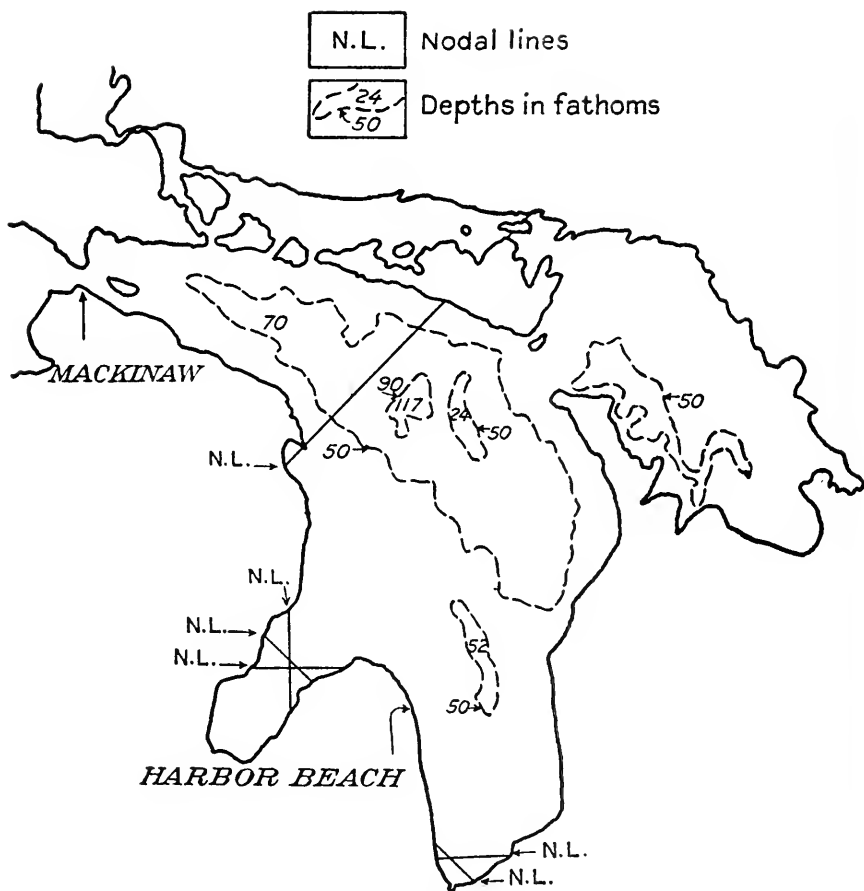 N.L. Nodal lines
24
50 Depths in fathoms
70
MACKINAW
90
117
24
50
50
50
N.L.
N.L.
N.L.
N.L.
52
50
HARBOR BEACH
N.L.
N.L.